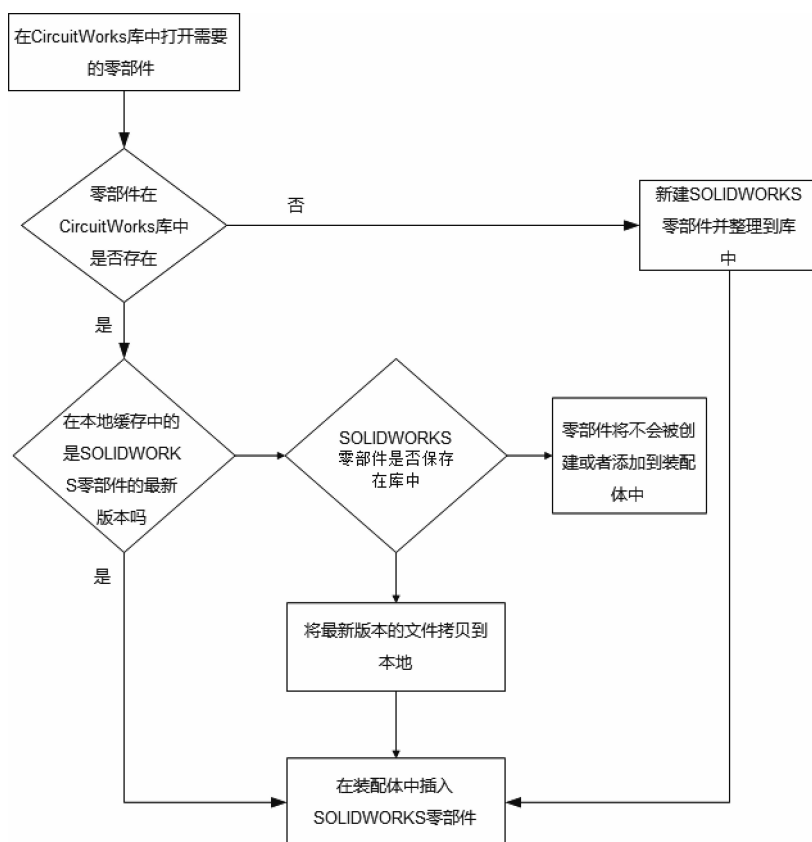 在CircuitWorks库中打开需要
的零部件
零部件在
CircuitWorks库中
是否存在
否
新建SOLIDWORKS
零部件并整理到库
中
是
在本地缓存中的
是SOLIDWORK
S零部件的最新
版本吗
SOLIDWORKS
零部件是否保存
在库中
零部件将不会被创
建或者添加到装配
体中
是
将最新版本的文件拷贝到
本地
在装配体中插入
SOLIDWORKS零部件